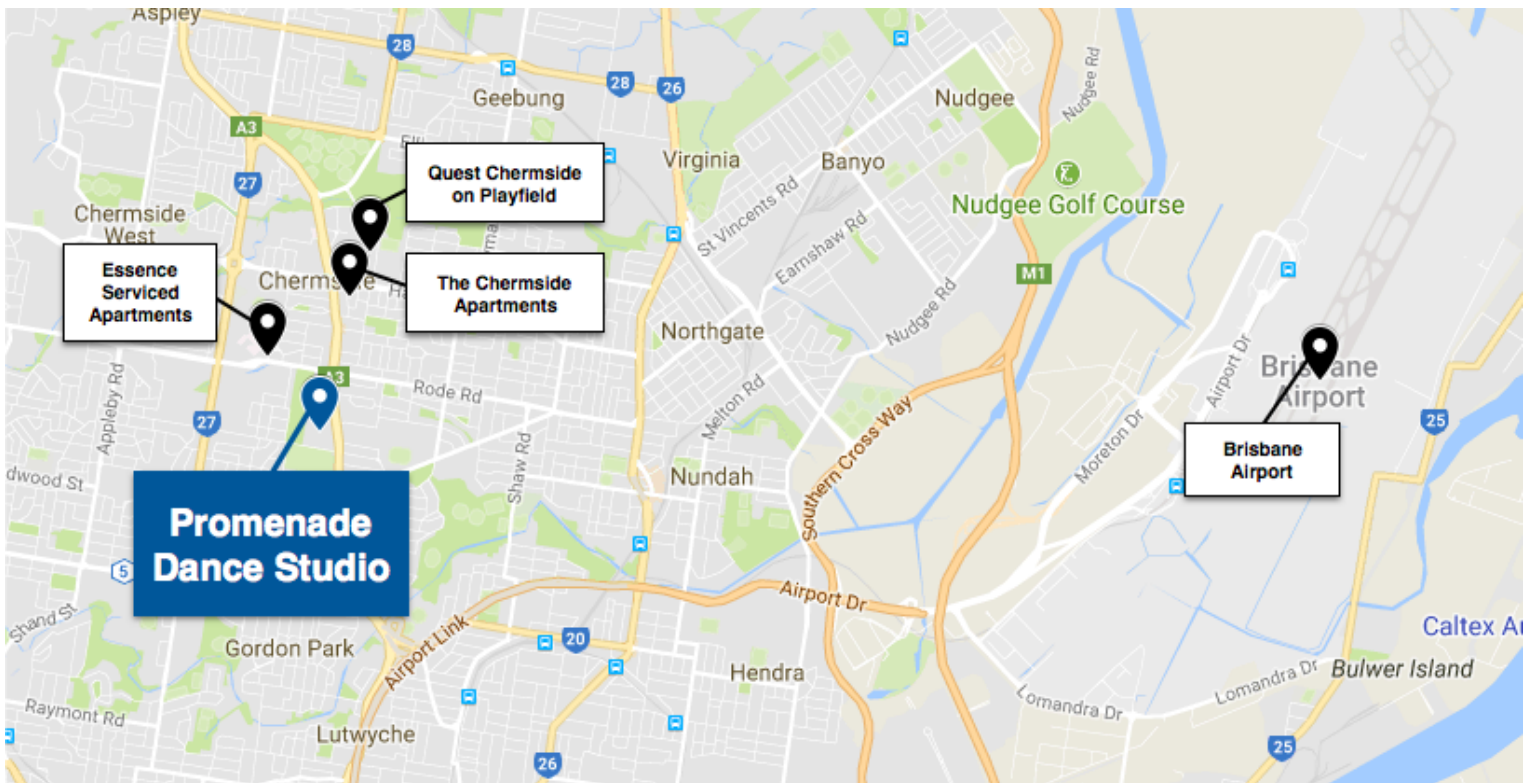 Aspley
28
Geebung
28
26
Nudgee
Nudgee Rd
A3
Quest Chermside
on Playfield
Virginia
Banyo
27
St Vincents Rd
Nudgee Golf Course
Chermside
West
Earnshaw Rd
Essence
Serviced
Apartments
The Chermside
Apartments
M1
Northgate
Nudgee Rd
Airport Dr
Brisbane
Airport
A3
Rode Rd
Appleby Rd
27
Melton Rd
Southern Cross Way
Moreton Dr
25
Brisbane
Airport
Shaw Rd
Nundah
dwood St
Promenade
Dance Studio
5
Airport Dr
Shand St
Gordon Park
Airport Link
20
Hendra
Caltex Au
Lomandra Dr
Lomandra Dr
Bulwer Island
Raymont Rd
Lutwyche
26
25